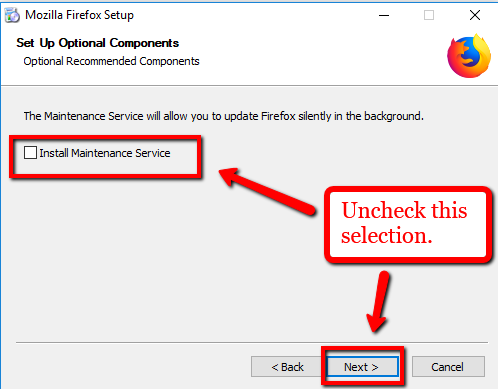 Mozilla Firefox Setup
Set Up Optional Components
Optional Recommended Components
The Maintenance Service will allow you to update Firefox silently in the background.
Install Maintenance Service
Uncheck this
selection.
< Back
Next >
Cancel